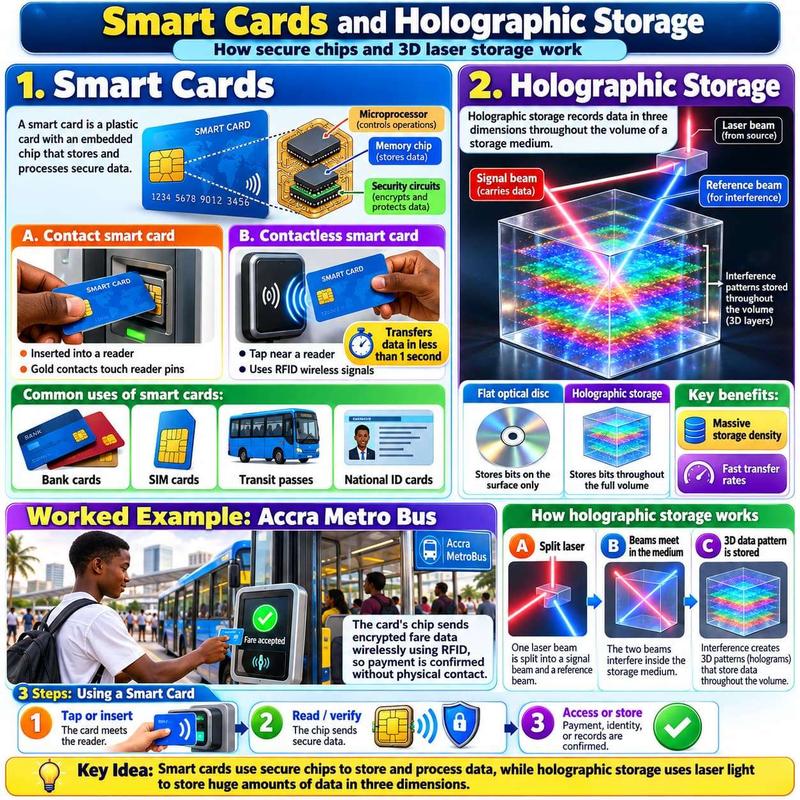 Smart Cards and Holographic Storage
How secure chips and 3D laser storage work
1. Smart Cards
A smart card is a plastic
card with an embedded
chip that stores and
processes secure data.
SMART CARD
1234 5678 9012 3456
Microprocessor
(controls operations)
Memory chip
(stores data)
Security circuits
(encrypts and
protects data)
A. Contact smart card
SMART CARD
Inserted into a reader
Gold contacts touch reader pins
B. Contactless smart card
SMART CARD
Tap near a reader
Uses RFID wireless signals
Transfers
data in less
than 1 second
Common uses of smart cards:
BANK
Bank cards
SIM cards
Transit passes
National ID cards
2. Holographic Storage
Holographic storage records data in three
dimensions throughout the volume of a
storage medium.
Laser beam
(from source)
Signal beam
(carries data)
Reference beam
(for interference)
Interference
patterns stored
throughout
the volume
(3D layers)
Flat optical disc
Stores bits on the
surface only
Holographic storage
Stores bits throughout
the full volume
Key benefits:
Massive
storage density
Fast transfer
rates
Worked Example: Accra Metro Bus
Accra
MetroBus
Fare accepted
The card's chip sends
encrypted fare data
wirelessly using RFID,
so payment is confirmed
without physical contact.
How holographic storage works
A Split laser
One laser beam
is split into a signal
beam and a reference
beam.
B Beams meet
in the medium
The two beams
interfere inside the
storage medium.
C 3D data pattern
is stored
Interference creates
3D patterns (holograms)
that store data
throughout the volume.
3 Steps: Using a Smart Card
1 Tap or insert
The card meets
the reader.
2 Read / verify
The chip sends
secure data.
3 Access or store
Payment, identity,
or records are
confirmed.
Key Idea: Smart cards use secure chips to store and process data, while holographic storage uses laser light
to store huge amounts of data in three dimensions.